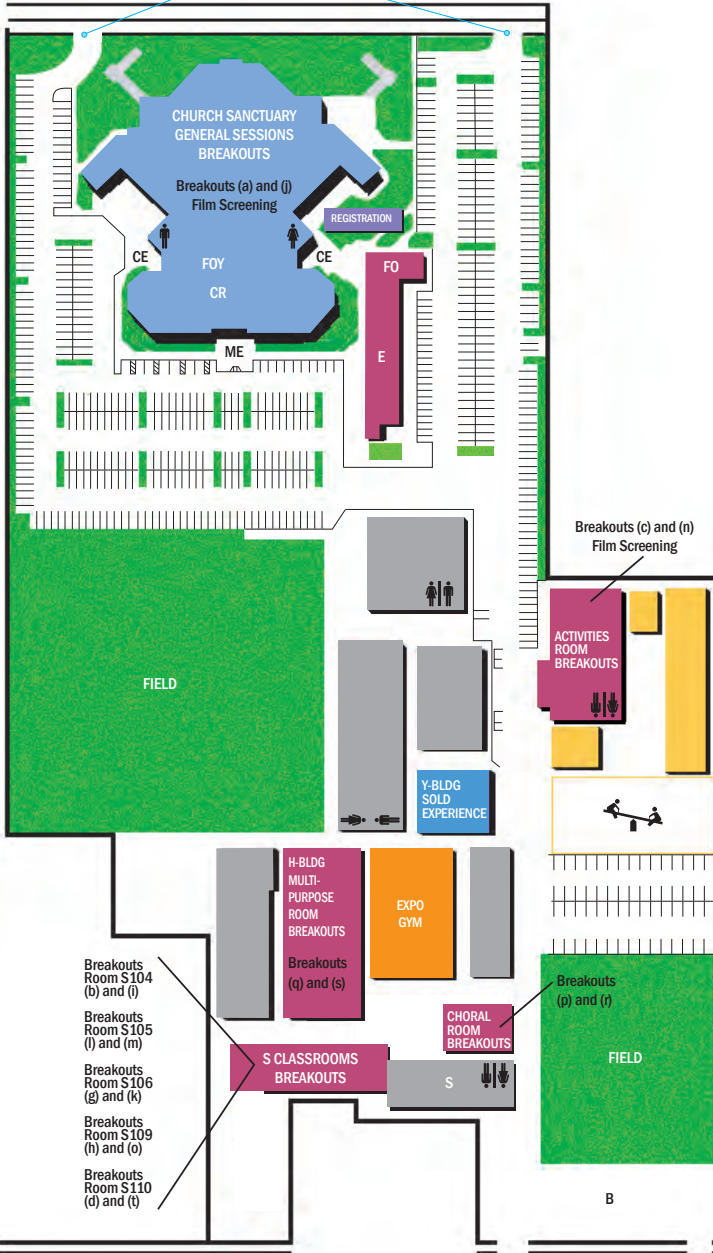 CHURCH SANCTUARY
GENERAL SESSIONS
BREAKOUTS
Breakouts (a) and (j)
Film Screening
REGISTRATION
CE
FOY
CE
FO
CR
ME
E
Breakouts (c) and (n)
Film Screening
ACTIVITIES
ROOM
BREAKOUTS
FIELD
Y-BLDG
SOLD
EXPERIENCE
H-BLDG
MULTI-
PURPOSE
ROOM
BREAKOUTS
Breakouts
(q) and (s)
EXPO
GYM
Breakouts
Room S104
(b) and (i)
Breakouts
Room S105
(l) and (m)
Breakouts
Room S106
(g) and (k)
Breakouts
Room S109
(h) and (o)
Breakouts
Room S110
(d) and (t)
Breakouts
(p) and (r)
CHORAL
ROOM
BREAKOUTS
S CLASSROOMS
BREAKOUTS
S
FIELD
B